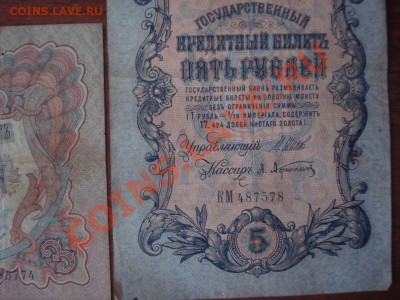 COINS.LAVE.RU
COINS.LAVE.RU
ГОСУДАРСТВЕННЫЙ
КРЕДИТНЫЙ БИЛЕТЪ
ПЯТЬ РУБЛЕЙ
ГОСУДАРСТВЕННЫЙ БАНКЪ РАЗМѢНИВАЕТЪ
КРЕДИТНЫЕ БИЛЕТЫ НА ЗОЛОТУЮ МОНЕТУ
БЕЗЪ ОГРАНИЧЕНІЯ СУММЫ
(1 РУБЛЬ = 1/15 ИМПЕРІАЛА, СОДЕРЖИТЪ
17,424 ДОЛЕЙ ЧИСТАГО ЗОЛОТА)
Управляющій
Кассиръ
КМ 487578
5